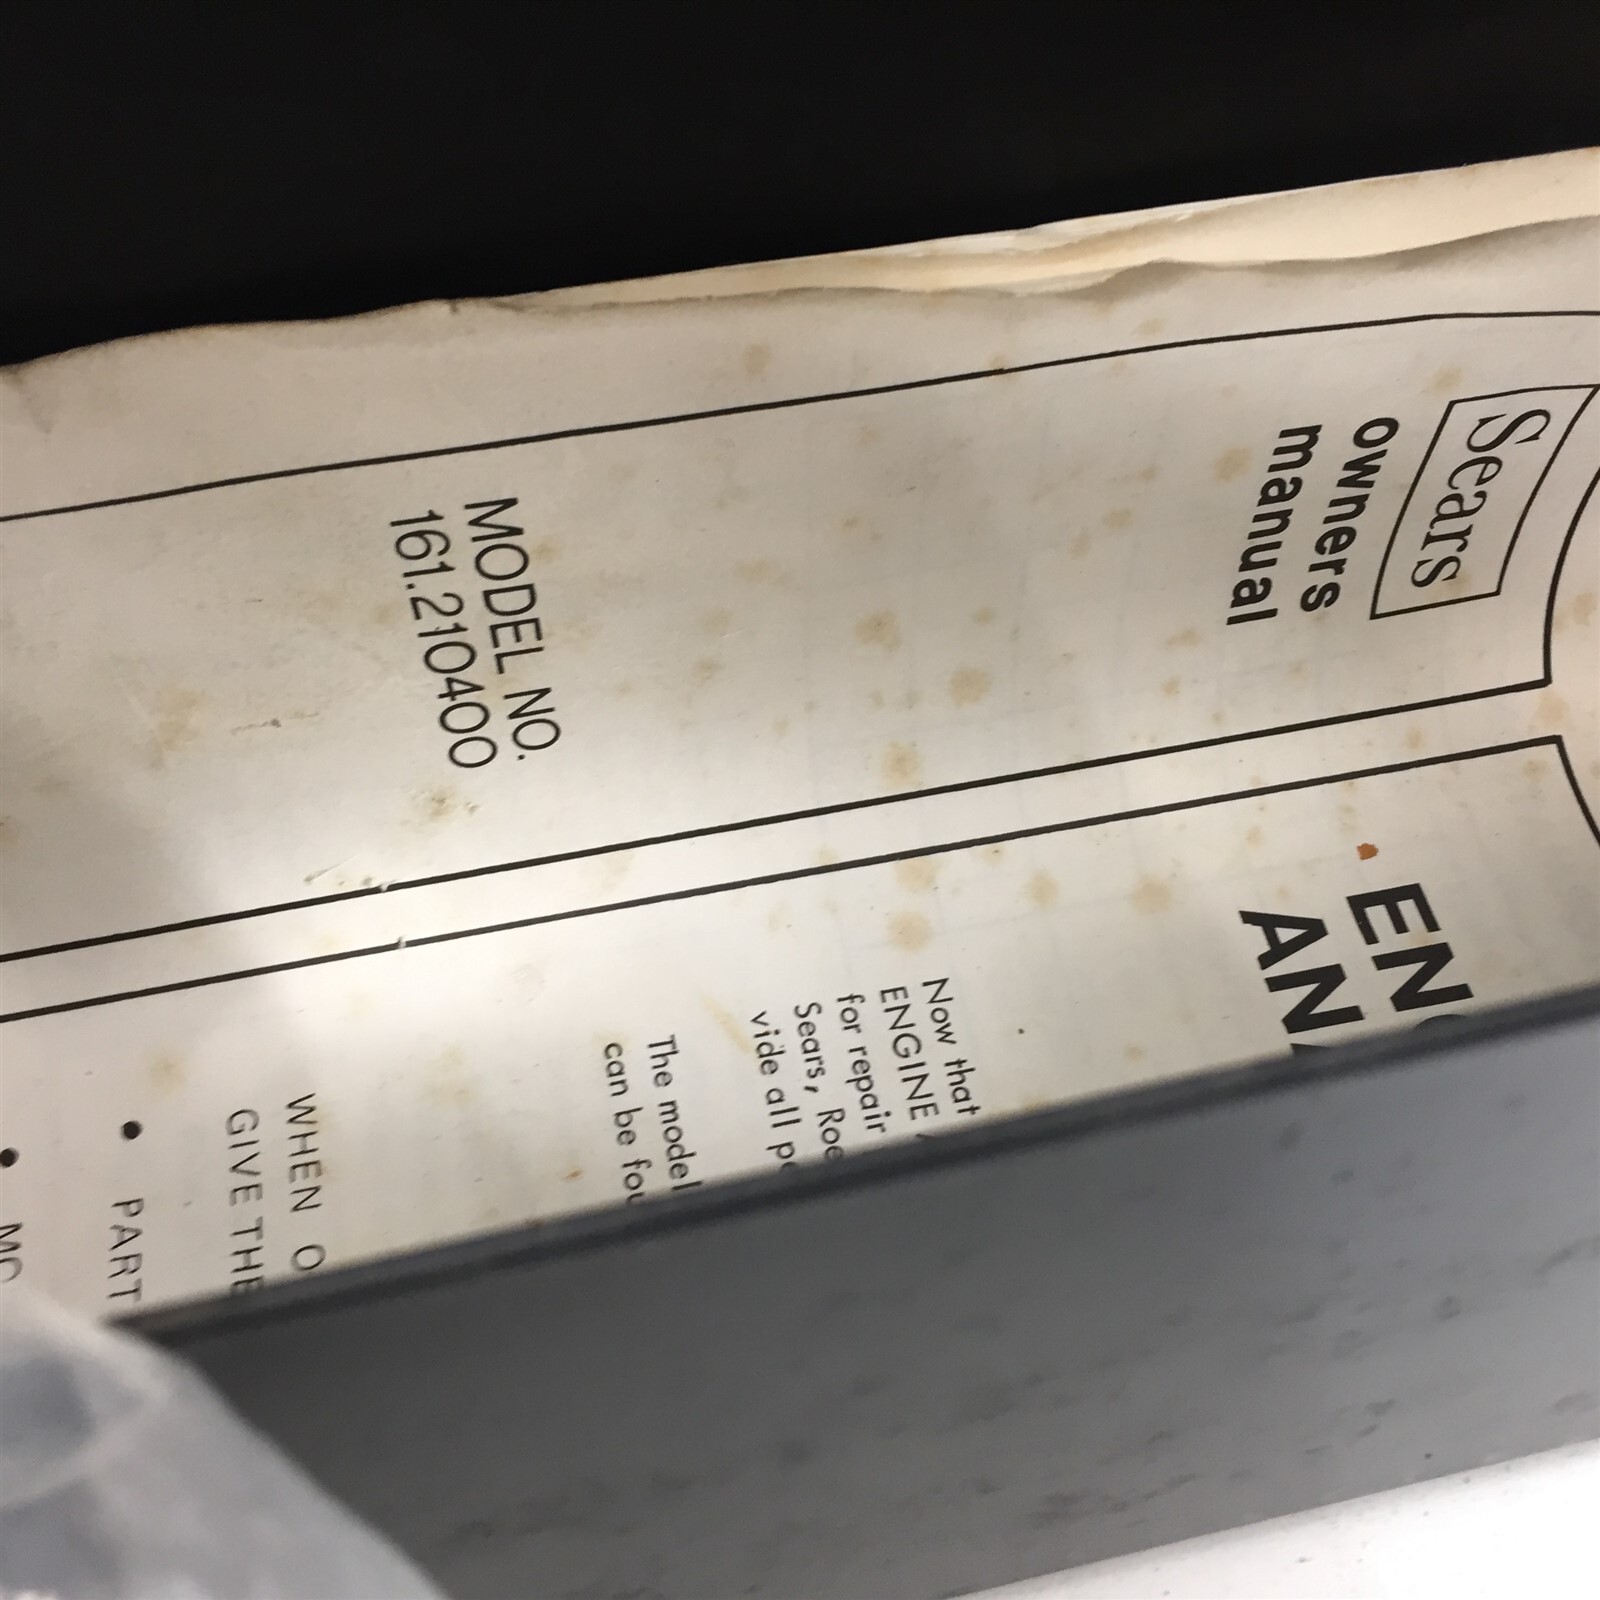 Sears
owners
manual
MODEL NO.
161.210400
EN
AN
Now that
ENGINE
for repair
Sears, Roe
vide all p
The model
can be fou
WHEN O
GIVE THE
• PART
• MO